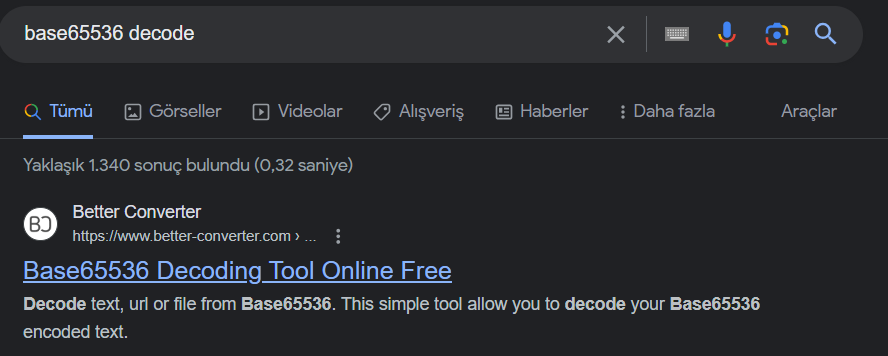 base65536 decode
Tümü Görseller Videolar Alışveriş Haberler Daha fazla Araçlar
Yaklaşık 1.340 sonuç bulundu (0,32 saniye)
Better Converter
https://www.better-converter.com › ...
Base65536 Decoding Tool Online Free
Decode text, url or file from Base65536. This simple tool allow you to decode your Base65536
encoded text.